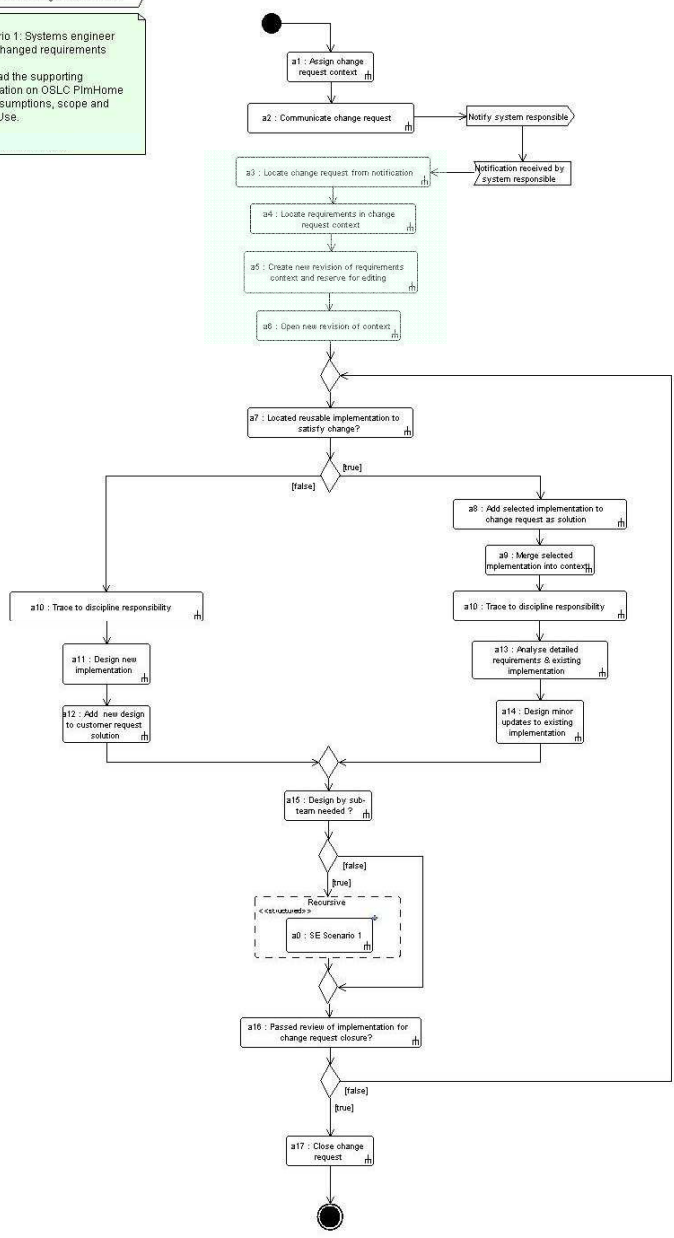 rio 1: Systems engineer
hanged requirements
ad the supporting
ation on OSLC PlmHome
sumptions, scope and
Use.
a1 : Assign change
request context
a2 : Communicate change request
Notify system responsible
Notification received by
system responsible
a3 : Locate change request from notification
a4 : Locate requirements in change
request context
a5 : Create new revision of requirements
context and reserve for editing
a6 : Open new revision of context
a7 : Located reusable implementation to
satisfy change?
[true]
[false]
a8 : Add selected implementation to
change request as solution
a9 : Merge selected
mplementation into context
a10 : Trace to discipline responsibility
a10 : Trace to discipline responsibility
a11 : Design new
implementation
a13 : Analyse detailed
requirements & existing
implementation
a12 : Add new design
to customer request
solution
a14 : Design minor
updates to existing
implementation
a15 : Design by sub-
team needed ?
[false]
[true]
Recursive
<<structured>>
a0 : SE Scenario 1
a16 : Passed review of implementation for
change request closure?
[false]
[true]
a17 : Close change
request